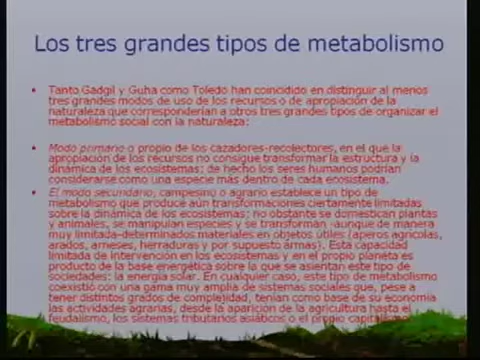 Los tres grandes tipos de metabolismo
• Tanto Gadgil y Guha como Toledo han coincidido en distinguir al menos
tres grandes modos de uso de los recursos o de apropiación de la
naturaleza que corresponderían a otros tres grandes tipos de organizar el
metabolismo social con la naturaleza:
• Modo primario o propio de los cazadores-recolectores, en el que la
apropiación de los recursos no consigue transformar la estructura y la
dinámica de los ecosistemas; de hecho los seres humanos podrían
considerarse como una especie más dentro de cada ecosistema.
• El modo secundario, campesino o agrario establece un tipo de
metabolismo que produce aún transformaciones ciertamente limitadas
sobre la dinámica de los ecosistemas; no obstante se domestican plantas
y animales, se manipulan especies y se transforman -aunque de manera
muy limitada-determinados materiales en objetos útiles (aperos agrícolas,
arados, arneses, herraduras y por supuesto armas). Esta capacidad
limitada de intervención en los ecosistemas y en el propio planeta es
producto de la base energética sobre la que se asientan este tipo de
sociedades: la energía solar. En cualquier caso, este tipo de metabolismo
coexistió con una gama muy amplia de sistemas sociales que, pese a
tener distintos grados de complejidad, tenían como base de su economía
las actividades agrarias, desde la aparición de la agricultura hasta el
feudalismo, los sistemas tributarios asiáticos o el propio capitalismo